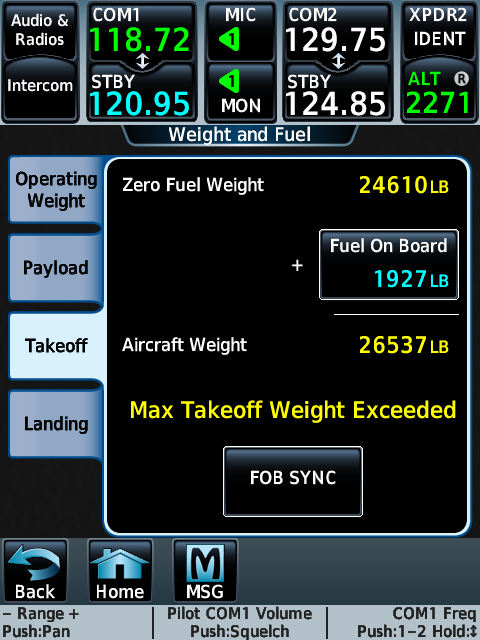 Audio &
Radios
Intercom
COM1
118.72
STBY
120.95
MIC
1
1
MON
COM2
129.75
STBY
124.85
XPDR2
IDENT
ALT R
2271
Weight and Fuel
Operating
Weight
Payload
Takeoff
Landing
Zero Fuel Weight 24610LB
+
Fuel On Board
1927LB
Aircraft Weight 26537LB
Max Takeoff Weight Exceeded
FOB SYNC
Back
Home
MSG
– Range +
Push:Pan
Pilot COM1 Volume
Push:Squelch
COM1 Freq
Push:1–2 Hold:↕